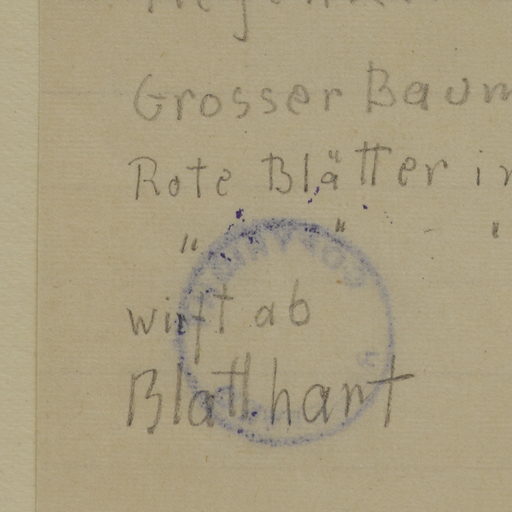 Grosser Baum
Rote Blätter in
" " "
wirft ab
Blatthart